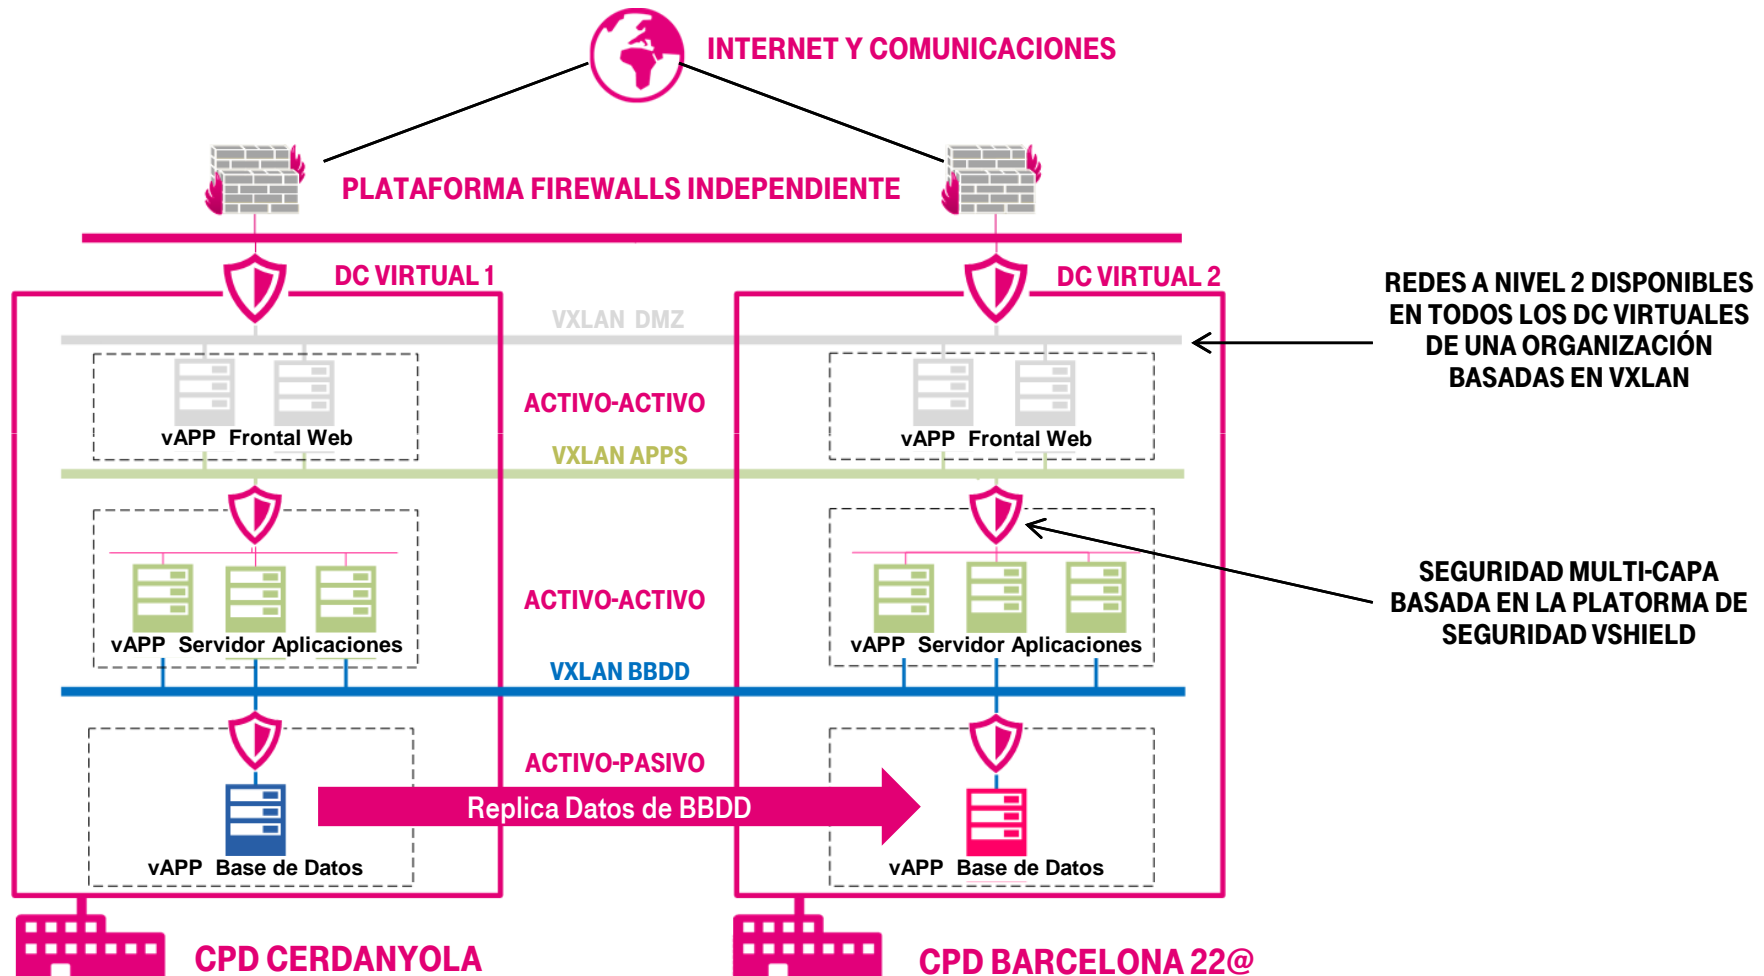 INTERNET Y COMUNICACIONES
PLATAFORMA FIREWALLS INDEPENDIENTE
DC VIRTUAL 1
DC VIRTUAL 2
REDES A NIVEL 2 DISPONIBLES
EN TODOS LOS DC VIRTUALES
DE UNA ORGANIZACIÓN
BASADAS EN VXLAN
VXLAN DMZ
ACTIVO-ACTIVO
vAPP Frontal Web
vAPP Frontal Web
VXLAN APPS
SEGURIDAD MULTI-CAPA
BASADA EN LA PLATORMA DE
SEGURIDAD VSHIELD
ACTIVO-ACTIVO
vAPP Servidor Aplicaciones
vAPP Servidor Aplicaciones
VXLAN BBDD
ACTIVO-PASIVO
Replica Datos de BBDD
vAPP Base de Datos
vAPP Base de Datos
CPD CERDANYOLA
CPD BARCELONA 22@